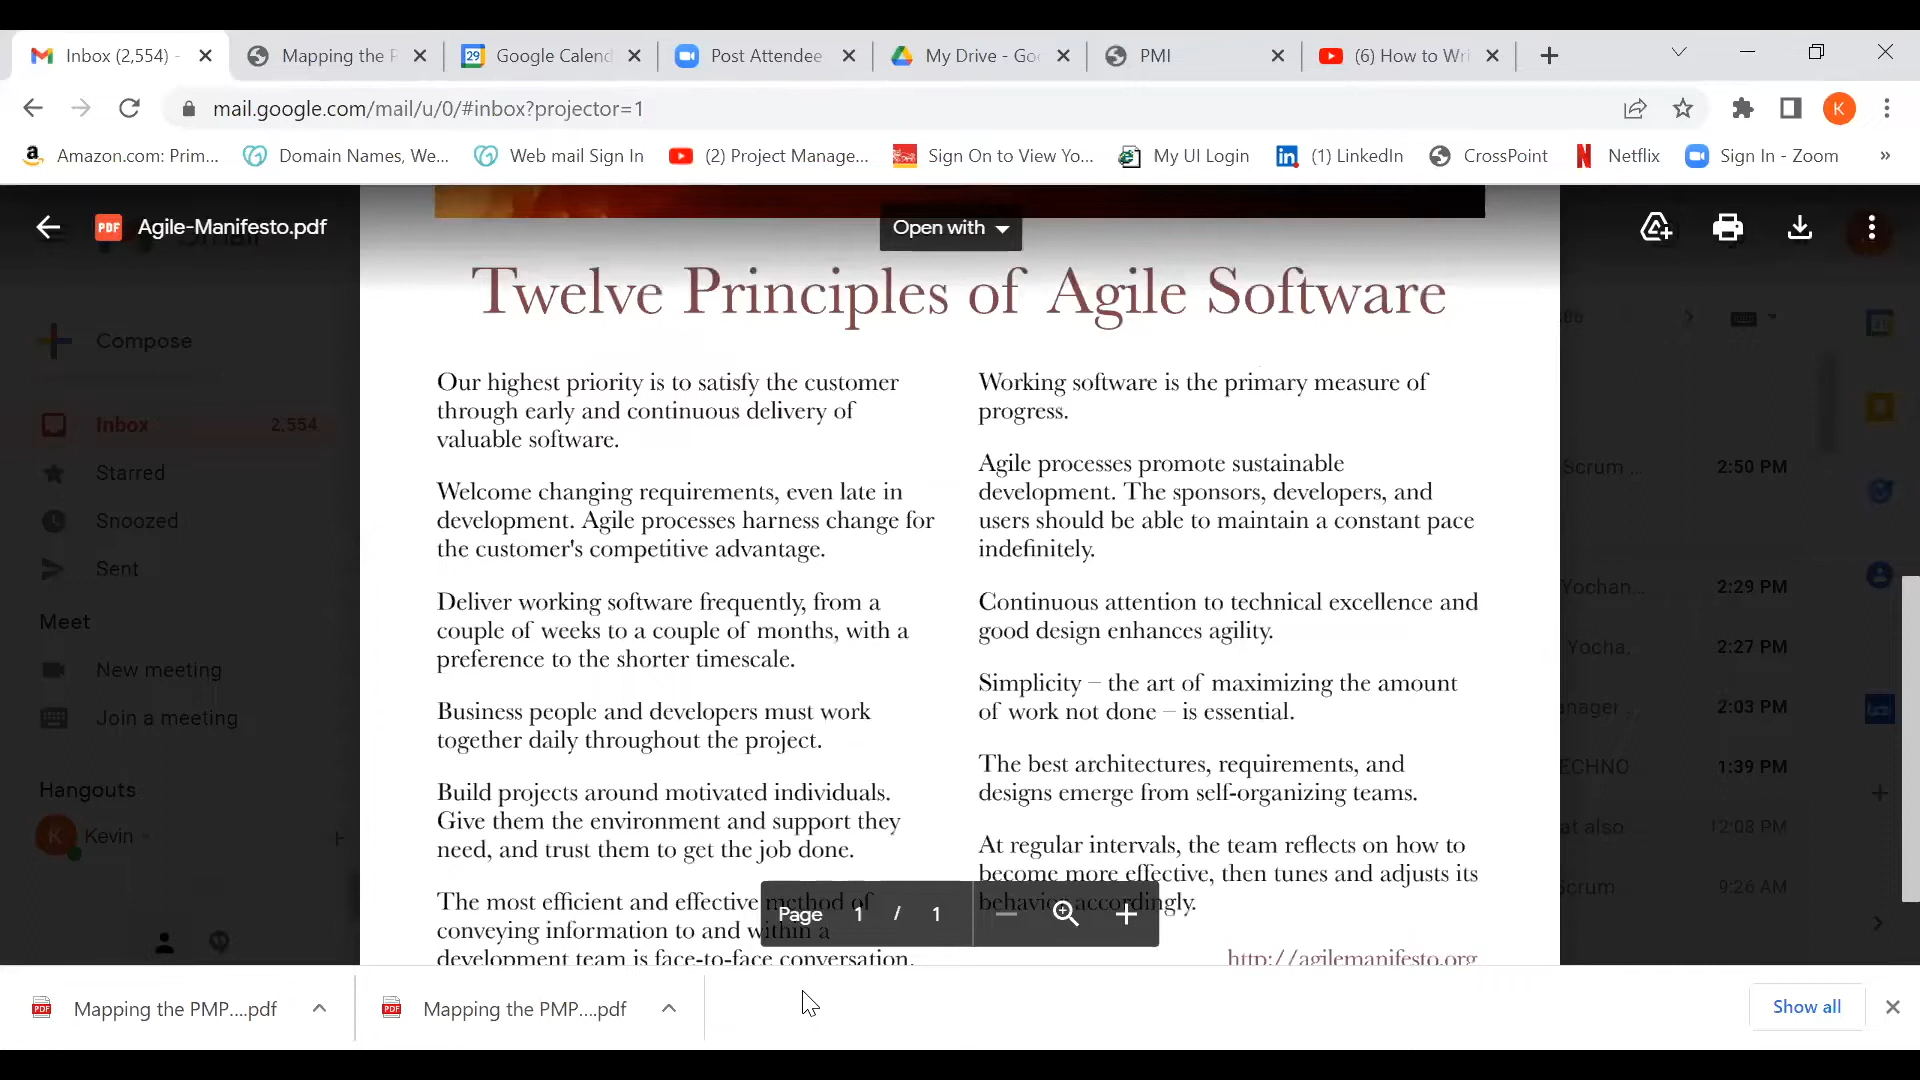 Inbox (2,554) -
Mapping the P
Google Calend
Post Attendee
My Drive - Goo
PMI
(6) How to Wri
mail.google.com/mail/u/0/#inbox?projector=1
K
Amazon.com: Prim...
Domain Names, We...
Web mail Sign In
(2) Project Manage...
Sign On to View Yo...
My UI Login
(1) LinkedIn
CrossPoint
Netflix
Sign In - Zoom
»
PDF Agile-Manifesto.pdf
Open with
Compose
Inbox 2,554
Starred
Snoozed
Sent
Meet
New meeting
Join a meeting
Hangouts
K Kevin
Twelve Principles of Agile Software
Our highest priority is to satisfy the customer
through early and continuous delivery of
valuable software.
Welcome changing requirements, even late in
development. Agile processes harness change for
the customer's competitive advantage.
Deliver working software frequently, from a
couple of weeks to a couple of months, with a
preference to the shorter timescale.
Business people and developers must work
together daily throughout the project.
Build projects around motivated individuals.
Give them the environment and support they
need, and trust them to get the job done.
The most efficient and effective method of
conveying information to and within a
development team is face-to-face conversation.
Working software is the primary measure of
progress.
Agile processes promote sustainable
development. The sponsors, developers, and
users should be able to maintain a constant pace
indefinitely.
Continuous attention to technical excellence and
good design enhances agility.
Simplicity – the art of maximizing the amount
of work not done – is essential.
The best architectures, requirements, and
designs emerge from self-organizing teams.
At regular intervals, the team reflects on how to
become more effective, then tunes and adjusts its
behavior accordingly.
http://agilemanifesto.org
Page 1 / 1
Scrum ... 2:50 PM
Yochan... 2:29 PM
Yocha. 2:27 PM
nager . 2:03 PM
ECHNO 1:39 PM
at also 12:08 PM
crum 9:26 AM
PDF Mapping the PMP....pdf
PDF Mapping the PMP....pdf
Show all